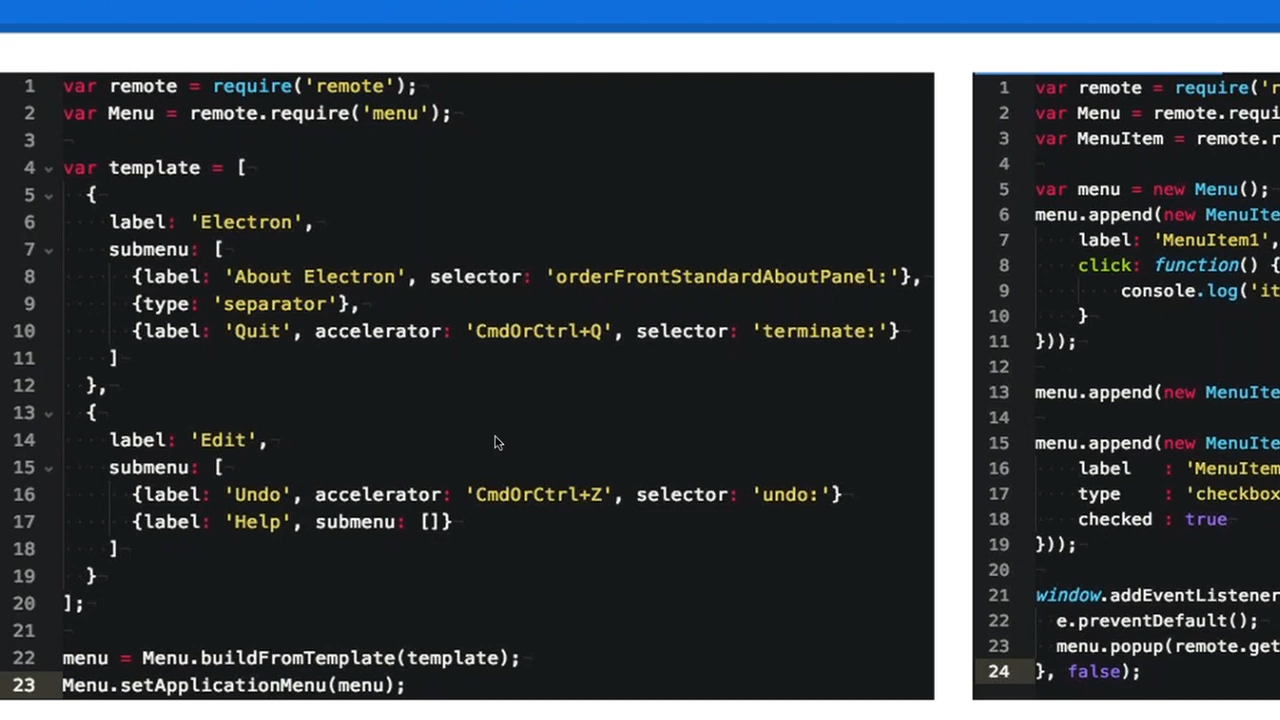 1 var remote = require('remote');
2 var Menu = remote.require('menu');
3
4 var template = [
5 {
6 label: 'Electron',
7 submenu: [
8 {label: 'About Electron', selector: 'orderFrontStandardAboutPanel:'},
9 {type: 'separator'},
10 {label: 'Quit', accelerator: 'CmdOrCtrl+Q', selector: 'terminate:'}
11 ]
12 },
13 {
14 label: 'Edit',
15 submenu: [
16 {label: 'Undo', accelerator: 'CmdOrCtrl+Z', selector: 'undo:'}
17 {label: 'Help', submenu: []}
18 ]
19 }
20 ];
21
22 menu = Menu.buildFromTemplate(template);
23 Menu.setApplicationMenu(menu);
1 var remote = require('r
2 var Menu = remote.requi
3 var MenuItem = remote.r
4
5 var menu = new Menu();
6 menu.append(new MenuIte
7 label: 'MenuItem1',
8 click: function() {
9 console.log('it
10 }
11 }));
12
13 menu.append(new MenuIte
14
15 menu.append(new MenuIte
16 label : 'MenuItem
17 type : 'checkbox
18 checked : true
19 }));
20
21 window.addEventListener
22 e.preventDefault();
23 menu.popup(remote.get
24 }, false);